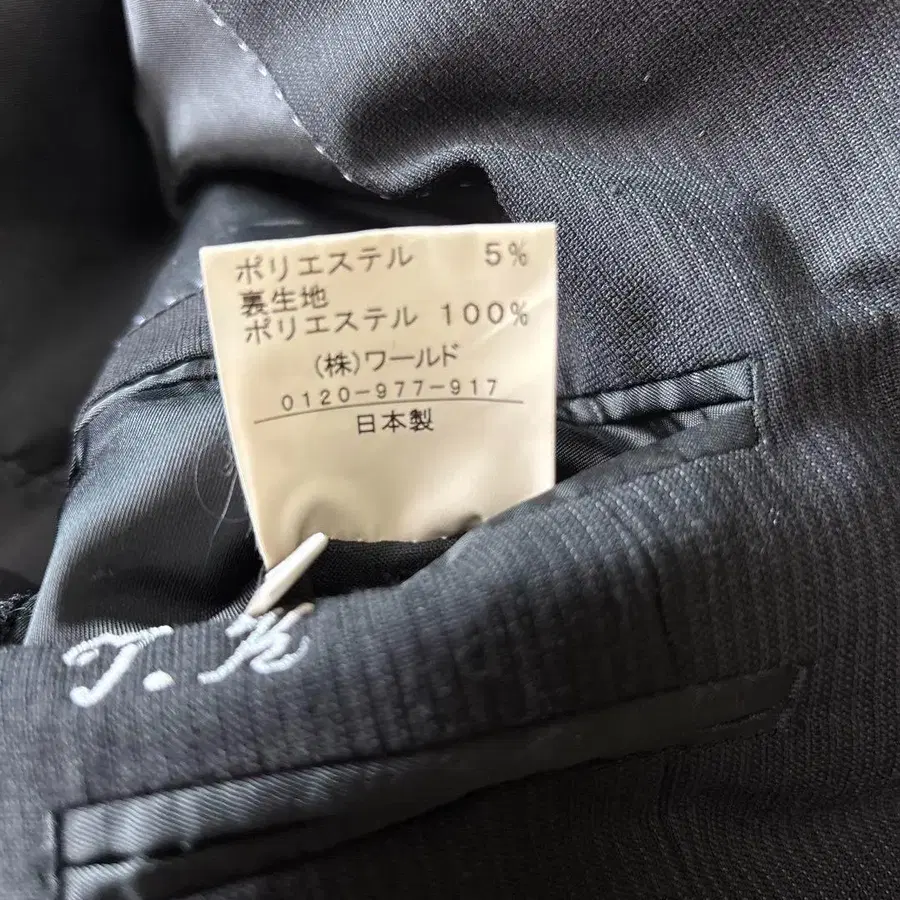 ポリエステル 5%
裏生地
ポリエステル 100%
(株)ワールド
0120-977-917
日本製
T. K